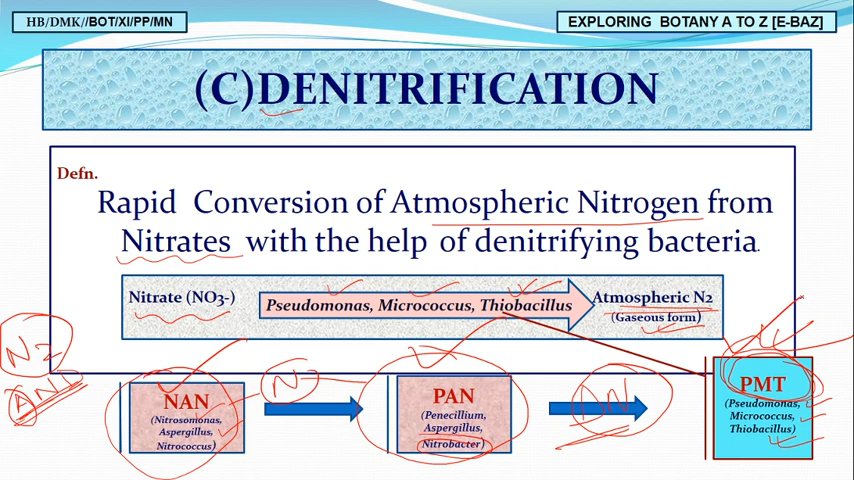 HB/DMK//BOT/XI/PP/MN
EXPLORING BOTANY A TO Z [E-BAZ]
(C)DENITRIFICATION
Defn.
Rapid Conversion of Atmospheric Nitrogen from
Nitrates with the help of denitrifying bacteria.
Nitrate (NO3-)
Pseudomonas, Micrococcus, Thiobacillus
Atmospheric N2
(Gaseous form)
N2
NAN
(Nitrosomonas,
Aspergillus,
Nitrococcus)
N
PAN
(Penecillium,
Aspergillus,
Nitrobacter)
DN
PMT
(Pseudomonas,
Micrococcus,
Thiobacillus)